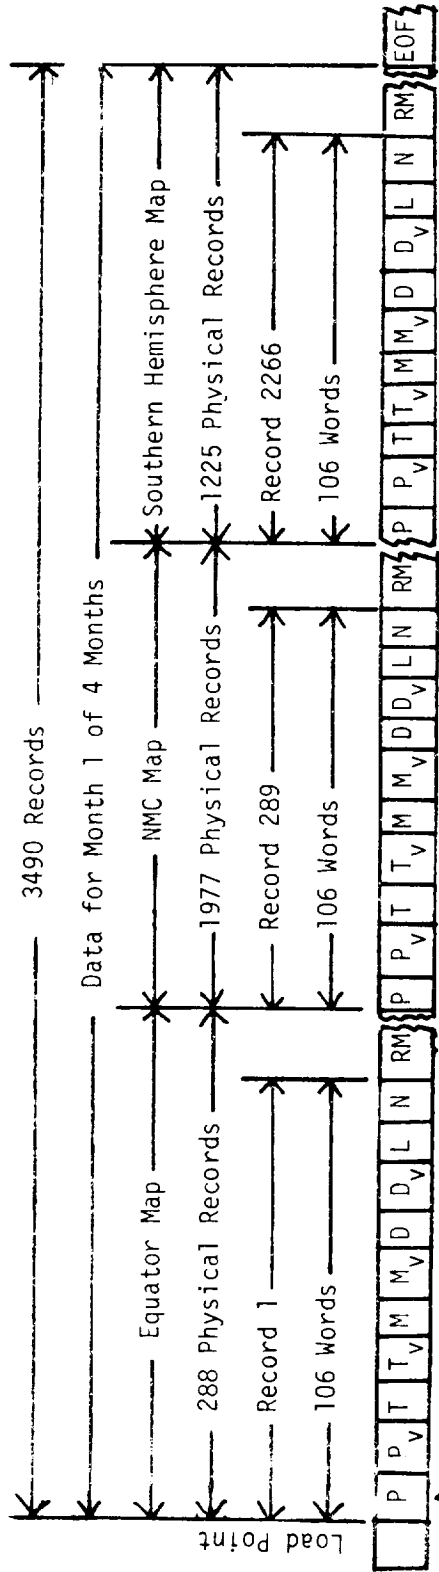 3490 Records
Data for Month 1 of 4 Months
Equator Map NMC Map Southern Hemisphere Map
288 Physical Records 1977 Physical Records 1225 Physical Records
Record 1 Record 289 Record 2266
106 Words 106 Words 106 Words
Load Point
P Pv T Tv M Mv D Dv L N RM P Pv T Tv M Mv D Dv L N RM P Pv T Tv M Mv D Dv L N RM EOF